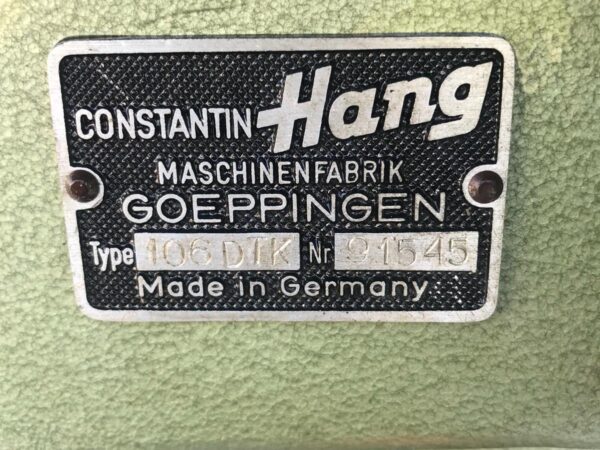 CONSTANTIN Hang
MASCHINENFABRIK
GOEPPINGEN
Type 106 DTK Nr 91545
Made in Germany